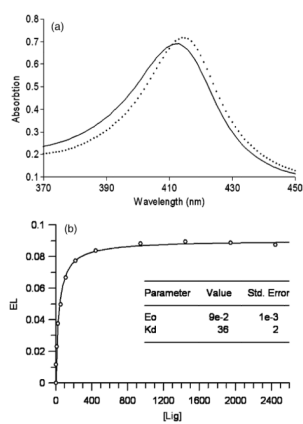 (a)
Absorbtion
0.8
0.7
0.6
0.5
0.4
0.3
0.2
0.1
370 390 410 430 450
Wavelength (nm)
(b)
EL
0.1
0.08
0.06
0.04
0.02
0
Parameter Value Std. Error
Eo 9e-2 1e-3
Kd 36 2
0 400 800 1200 1600 2000 2400
[Lig]